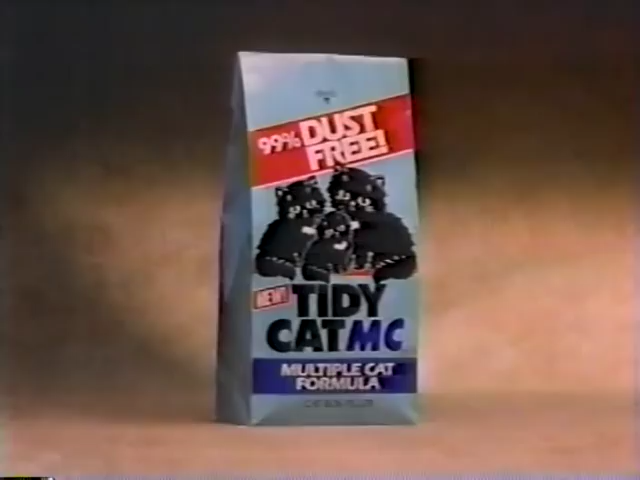 99% DUST
FREE!
NEW!
TIDY
CAT MC
MULTIPLE CAT
FORMULA